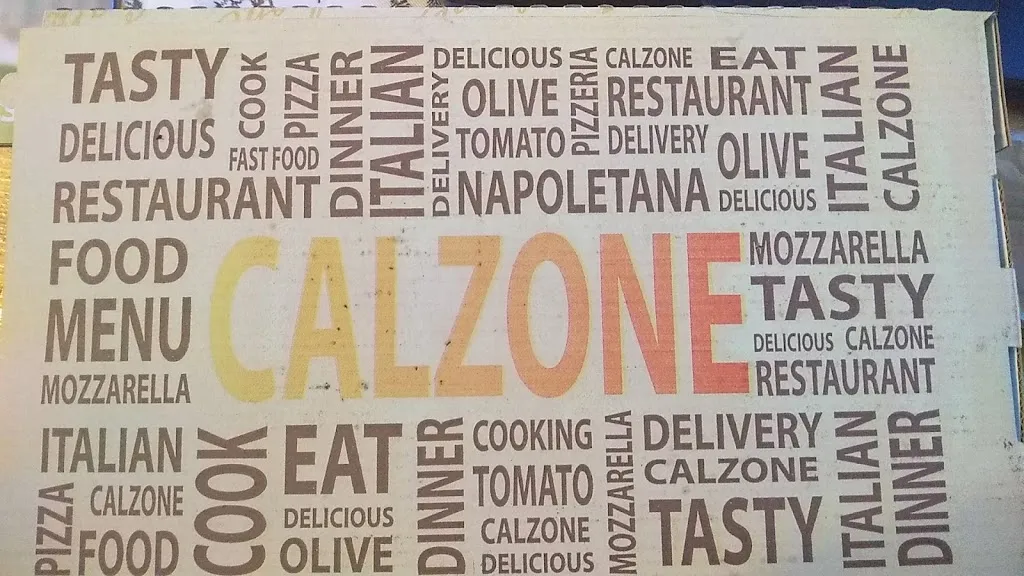 TASTY
COOK
PIZZA
DINNER
ITALIAN
DELICIOUS
FAST FOOD
RESTAURANT
DELIVERY
DELICIOUS
OLIVE
TOMATO
NAPOLETANA
PIZZERIA
CALZONE
EAT
RESTAURANT
DELIVERY
OLIVE
DELICIOUS
ITALIAN
CALZONE
FOOD
MENU
MOZZARELLA
CALZONE
MOZZARELLA
TASTY
DELICIOUS CALZONE
RESTAURANT
ITALIAN
PIZZA
CALZONE
FOOD
COOK
EAT
DELICIOUS
OLIVE
DINNER
COOKING
TOMATO
CALZONE
DELICIOUS
MOZZARELLA
DELIVERY
CALZONE
TASTY
ITALIAN
DINNER